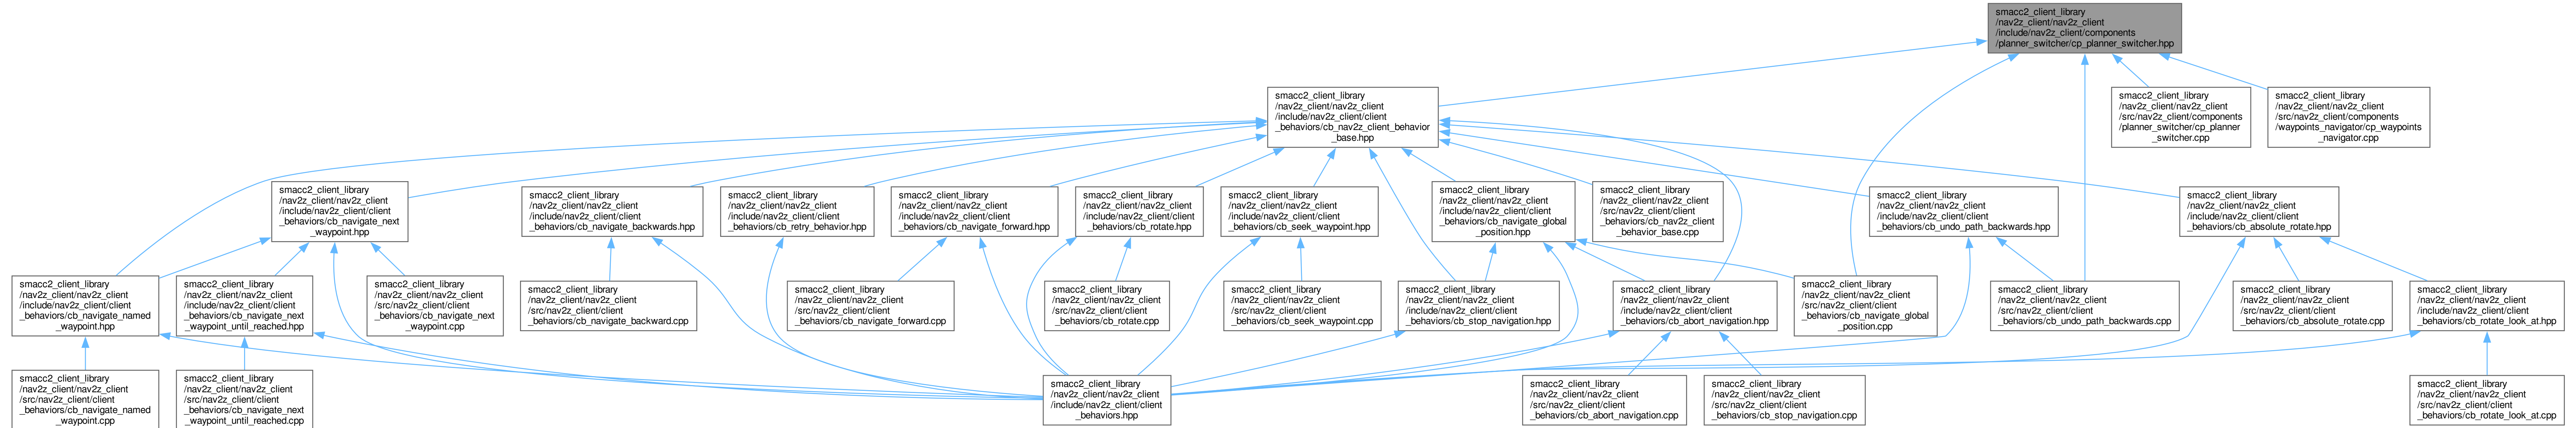 smacc2_client_library
/nav2z_client/nav2z_client
/include/nav2z_client/components
/planner_switcher/cp_planner_switcher.hpp
smacc2_client_library
/nav2z_client/nav2z_client
/include/nav2z_client/client
_behaviors/cb_nav2z_client_behavior
_base.hpp
smacc2_client_library
/nav2z_client/nav2z_client
/src/nav2z_client/components
/planner_switcher/cp_planner
_switcher.cpp
smacc2_client_library
/nav2z_client/nav2z_client
/src/nav2z_client/components
/waypoints_navigator/cp_waypoints
_navigator.cpp
smacc2_client_library
/nav2z_client/nav2z_client
/include/nav2z_client/client
_behaviors/cb_navigate_next
_waypoint.hpp
smacc2_client_library
/nav2z_client/nav2z_client
/include/nav2z_client/client
_behaviors/cb_navigate_backwards.hpp
smacc2_client_library
/nav2z_client/nav2z_client
/include/nav2z_client/client
_behaviors/cb_retry_behavior.hpp
smacc2_client_library
/nav2z_client/nav2z_client
/include/nav2z_client/client
_behaviors/cb_navigate_forward.hpp
smacc2_client_library
/nav2z_client/nav2z_client
/include/nav2z_client/client
_behaviors/cb_rotate.hpp
smacc2_client_library
/nav2z_client/nav2z_client
/include/nav2z_client/client
_behaviors/cb_seek_waypoint.hpp
smacc2_client_library
/nav2z_client/nav2z_client
/include/nav2z_client/client
_behaviors/cb_navigate_global
_position.hpp
smacc2_client_library
/nav2z_client/nav2z_client
/src/nav2z_client/client
_behaviors/cb_nav2z_client
_behavior_base.cpp
smacc2_client_library
/nav2z_client/nav2z_client
/include/nav2z_client/client
_behaviors/cb_undo_path_backwards.hpp
smacc2_client_library
/nav2z_client/nav2z_client
/include/nav2z_client/client
_behaviors/cb_absolute_rotate.hpp
smacc2_client_library
/nav2z_client/nav2z_client
/include/nav2z_client/client
_behaviors/cb_navigate_named
_waypoint.hpp
smacc2_client_library
/nav2z_client/nav2z_client
/include/nav2z_client/client
_behaviors/cb_navigate_next
_waypoint_until_reached.hpp
smacc2_client_library
/nav2z_client/nav2z_client
/src/nav2z_client/client
_behaviors/cb_navigate_next
_waypoint.cpp
smacc2_client_library
/nav2z_client/nav2z_client
/src/nav2z_client/client
_behaviors/cb_navigate_backward.cpp
smacc2_client_library
/nav2z_client/nav2z_client
/src/nav2z_client/client
_behaviors/cb_navigate_forward.cpp
smacc2_client_library
/nav2z_client/nav2z_client
/src/nav2z_client/client
_behaviors/cb_rotate.cpp
smacc2_client_library
/nav2z_client/nav2z_client
/src/nav2z_client/client
_behaviors/cb_seek_waypoint.cpp
smacc2_client_library
/nav2z_client/nav2z_client
/include/nav2z_client/client
_behaviors/cb_stop_navigation.hpp
smacc2_client_library
/nav2z_client/nav2z_client
/include/nav2z_client/client
_behaviors/cb_abort_navigation.hpp
smacc2_client_library
/nav2z_client/nav2z_client
/src/nav2z_client/client
_behaviors/cb_navigate_global
_position.cpp
smacc2_client_library
/nav2z_client/nav2z_client
/src/nav2z_client/client
_behaviors/cb_undo_path_backwards.cpp
smacc2_client_library
/nav2z_client/nav2z_client
/src/nav2z_client/client
_behaviors/cb_absolute_rotate.cpp
smacc2_client_library
/nav2z_client/nav2z_client
/include/nav2z_client/client
_behaviors/cb_rotate_look_at.hpp
smacc2_client_library
/nav2z_client/nav2z_client
/src/nav2z_client/client
_behaviors/cb_navigate_named
_waypoint.cpp
smacc2_client_library
/nav2z_client/nav2z_client
/src/nav2z_client/client
_behaviors/cb_navigate_next
_waypoint_until_reached.cpp
smacc2_client_library
/nav2z_client/nav2z_client
/include/nav2z_client/client
_behaviors.hpp
smacc2_client_library
/nav2z_client/nav2z_client
/src/nav2z_client/client
_behaviors/cb_abort_navigation.cpp
smacc2_client_library
/nav2z_client/nav2z_client
/src/nav2z_client/client
_behaviors/cb_stop_navigation.cpp
smacc2_client_library
/nav2z_client/nav2z_client
/src/nav2z_client/client
_behaviors/cb_rotate_look_at.cpp